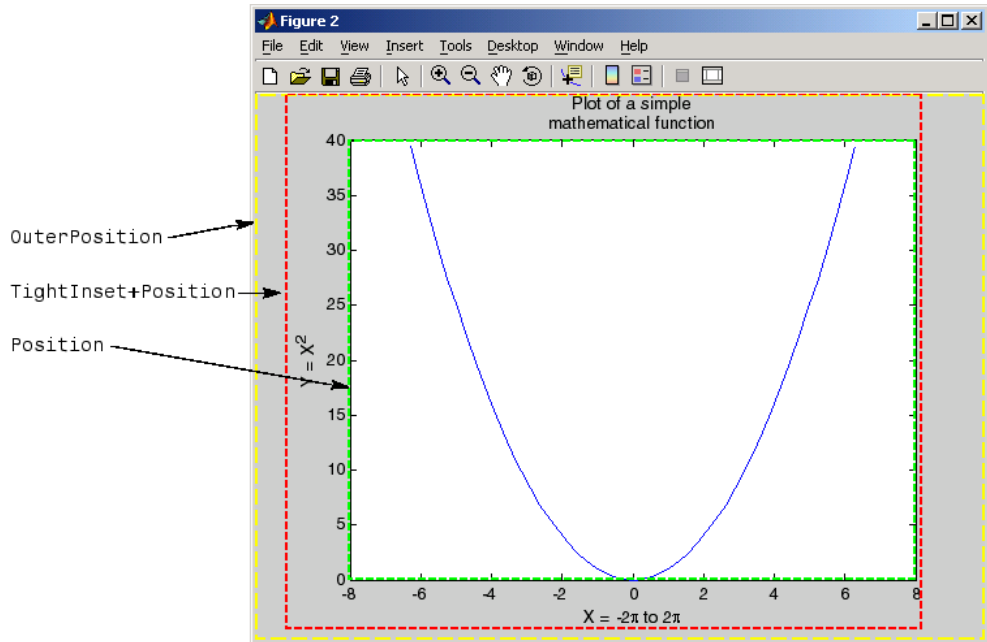 Figure 2
File Edit View Insert Tools Desktop Window Help
Plot of a simple
mathematical function
40
35
30
25
20
15
10
5
0
OuterPosition
TightInset+Position
Position
Y = X²
-8 -6 -4 -2 0 2 4 6 8
X = -2π to 2π